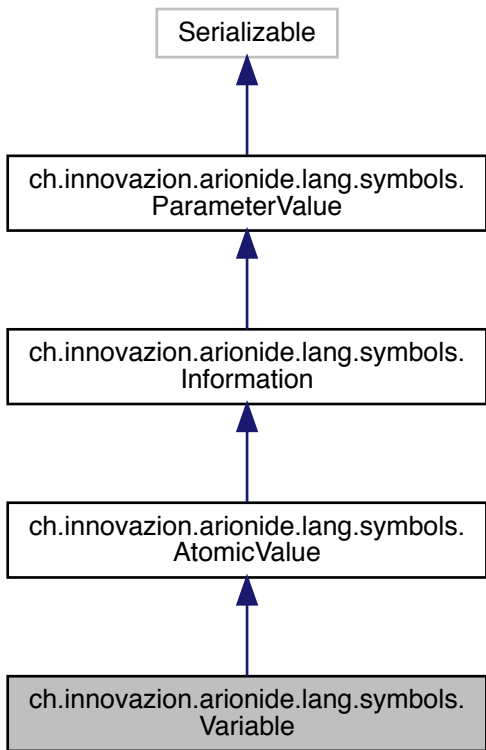 Serializable
ch.innovazion.arionide.lang.symbols.
ParameterValue
ch.innovazion.arionide.lang.symbols.
Information
ch.innovazion.arionide.lang.symbols.
AtomicValue
ch.innovazion.arionide.lang.symbols.
Variable